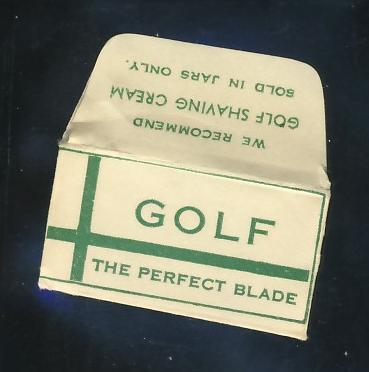 WE RECOMMEND
GOLF SHAVING CREAM
SOLD IN JARS ONLY.
GOLF
THE PERFECT BLADE